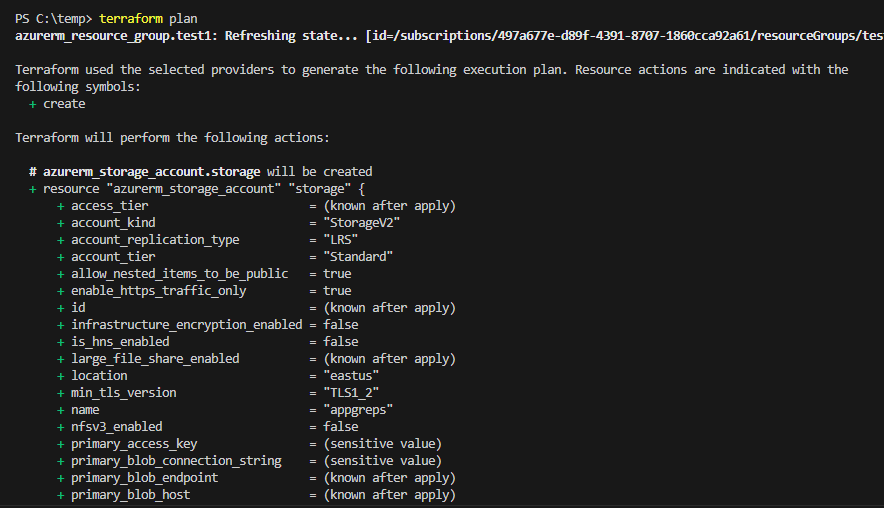 PS C:\temp> terraform plan
azurerm_resource_group.test1: Refreshing state... [id=/subscriptions/497a677e-d89f-4391-8707-1860cca92a61/resourceGroups/tes
Terraform used the selected providers to generate the following execution plan. Resource actions are indicated with the
following symbols:
+ create
Terraform will perform the following actions:
# azurerm_storage_account.storage will be created
+ resource "azurerm_storage_account" "storage" {
+ access_tier = (known after apply)
+ account_kind = "StorageV2"
+ account_replication_type = "LRS"
+ account_tier = "Standard"
+ allow_nested_items_to_be_public = true
+ enable_https_traffic_only = true
+ id = (known after apply)
+ infrastructure_encryption_enabled = false
+ is_hns_enabled = false
+ large_file_share_enabled = (known after apply)
+ location = "eastus"
+ min_tls_version = "TLS1_2"
+ name = "appgreps"
+ nfsv3_enabled = false
+ primary_access_key = (sensitive value)
+ primary_blob_connection_string = (sensitive value)
+ primary_blob_endpoint = (known after apply)
+ primary_blob_host = (known after apply)